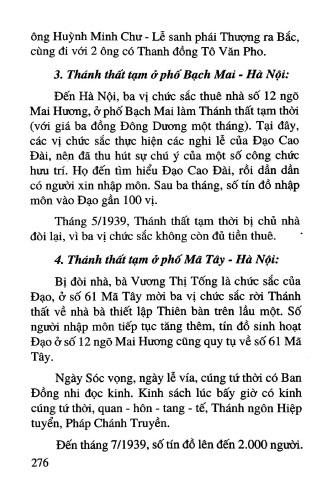 ông Huỳnh Minh Chư - Lễ sanh phái Thượng ra Bắc,
cùng đi với 2 ông có Thanh đồng Tô Văn Pho.
3. Thánh thất tạm ở phố Bạch Mai - Hà Nội:
Đến Hà Nội, ba vị chức sắc thuê nhà số 12 ngõ
Mai Hương, ở phố Bạch Mai làm Thánh thất tạm thời
(với giá ba đồng Đông Dương một tháng). Tại đây,
các vị chức sắc thực hiện các nghi lễ của Đạo Cao
Đài, nên đã thu hút sự chú ý của một số công chức
hưu trí. Họ đến tìm hiểu Đạo Cao Đài, rồi dần dần
có người xin nhập môn. Sau ba tháng, số tín đồ nhập
môn vào Đạo gần 100 vị.
Tháng 5/1939, Thánh thất tạm thời bị chủ nhà
đòi lại, vì ba vị chức sắc không còn đủ tiền thuê.
4. Thánh thất tạm ở phố Mã Tây - Hà Nội:
Bị đòi nhà, bà Vương Thị Tống là chức sắc của
Đạo, ở số 61 Mã Tây mời ba vị chức sắc rời Thánh
thất về nhà bà thiết lập Thiên bàn trên lầu một. Số
người nhập môn tiếp tục tăng thêm, tín đồ sinh hoạt
Đạo ở số 12 ngõ Mai Hương cũng quy tụ về số 61 Mã
Tây.
Ngày Sóc vọng, ngày lễ vía, cúng tứ thời có Ban
Đồng nhi đọc kinh. Kinh sách lúc bấy giờ có kinh
cúng tứ thời, quan - hôn - tang - tế, Thánh ngôn Hiệp
tuyển, Pháp Chánh Truyền.
Đến tháng 7/1939, số tín đồ lên đến 2.000 người.
276